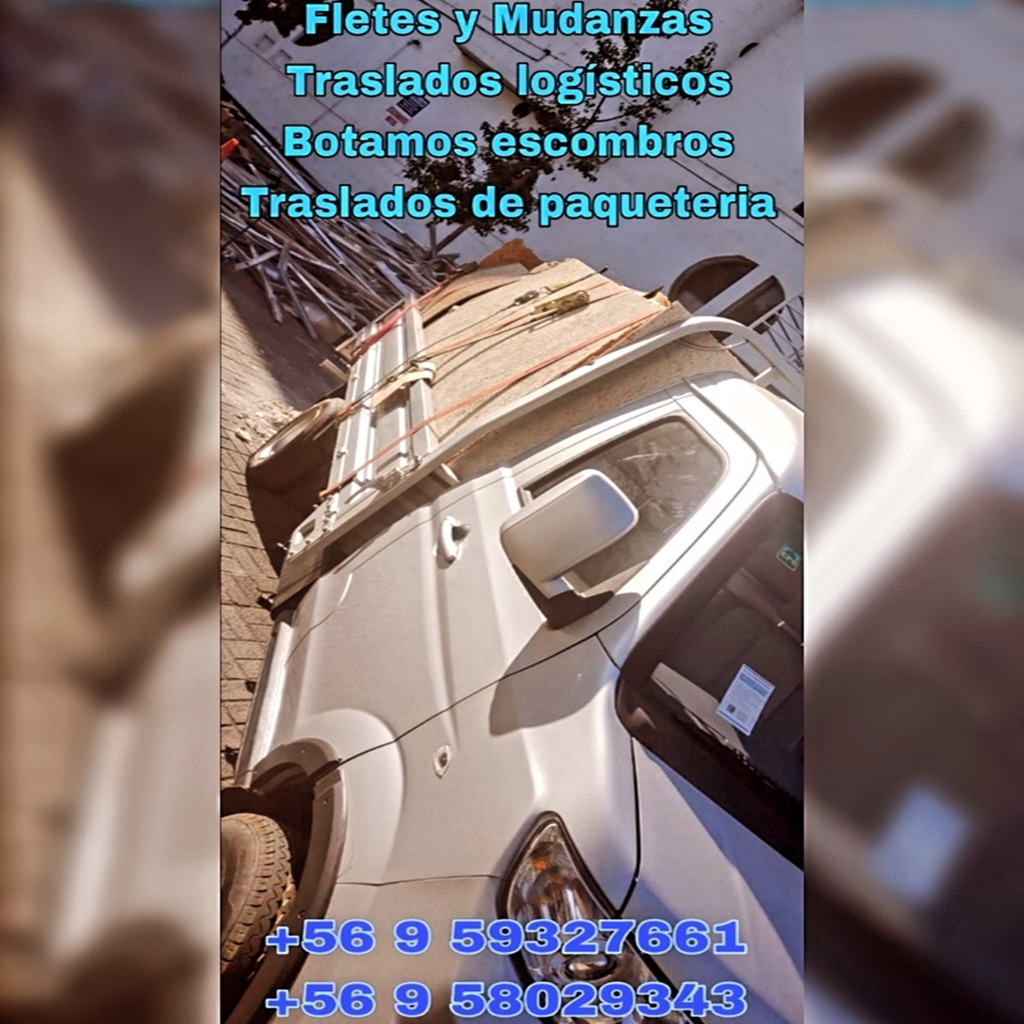 Fletes y Mudanzas
Traslados logísticos
Botamos escombros
Traslados de paqueteria
+56 9 59327661
+56 9 58029343